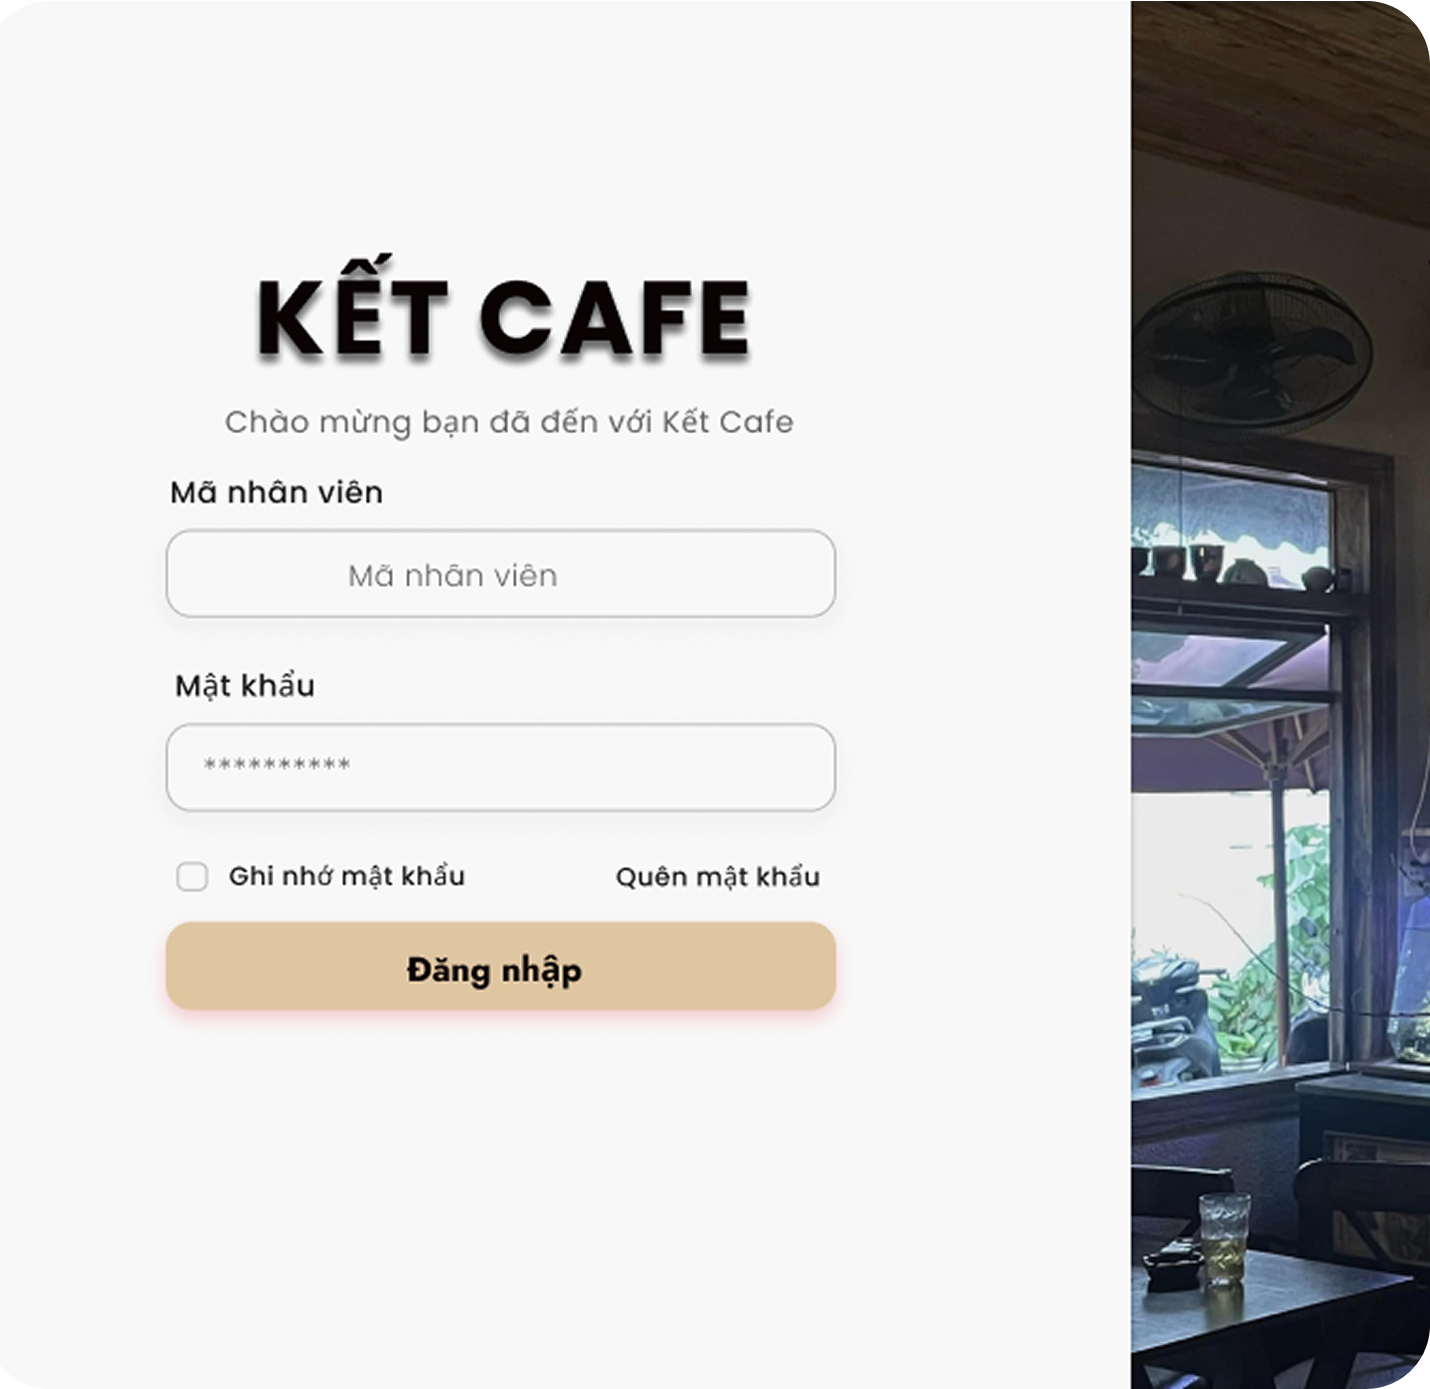 KẾT CAFE
Chào mừng bạn đã đến với Kết Cafe
Mã nhân viên
Mã nhân viên
Mật khẩu
**********
Ghi nhớ mật khẩu
Quên mật khẩu
Đăng nhập